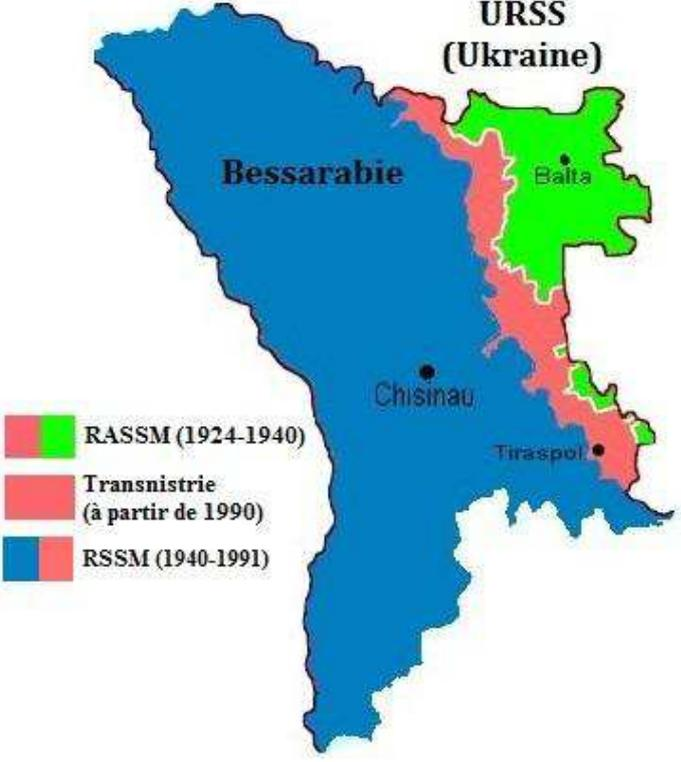 URSS
(Ukraine)
Bessarabie
Balta
Chisinau
Tiraspol
RASSM (1924-1940)
Transnistrie
(à partir de 1990)
RSSM (1940-1991)